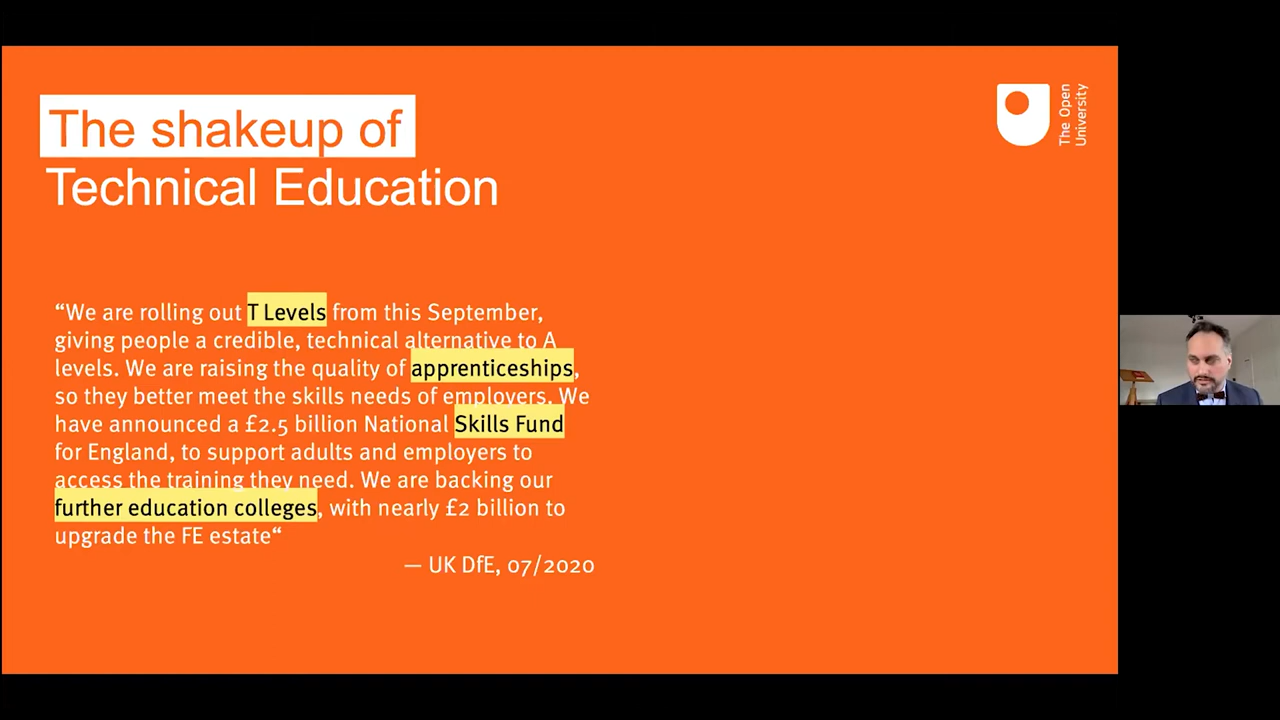 The shakeup of
Technical Education
The Open
University
“We are rolling out T Levels from this September,
giving people a credible, technical alternative to A
levels. We are raising the quality of apprenticeships,
so they better meet the skills needs of employers. We
have announced a £2.5 billion National Skills Fund
for England, to support adults and employers to
access the training they need. We are backing our
further education colleges, with nearly £2 billion to
upgrade the FE estate“
— UK DfE, 07/2020